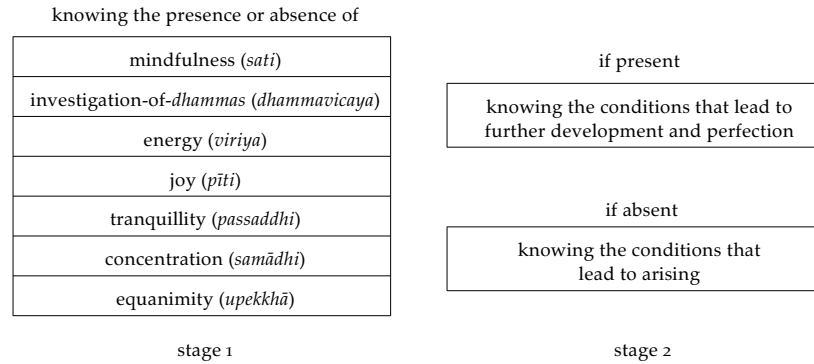 knowing the presence or absence of
mindfulness (sati)
investigation-of-dhammas (dhammavicaya)
energy (viriya)
joy (pīti)
tranquillity (passaddhi)
concentration (samādhi)
equanimity (upekkhā)
stage 1
if present
knowing the conditions that lead to
further development and perfection
if absent
knowing the conditions that
lead to arising
stage 2